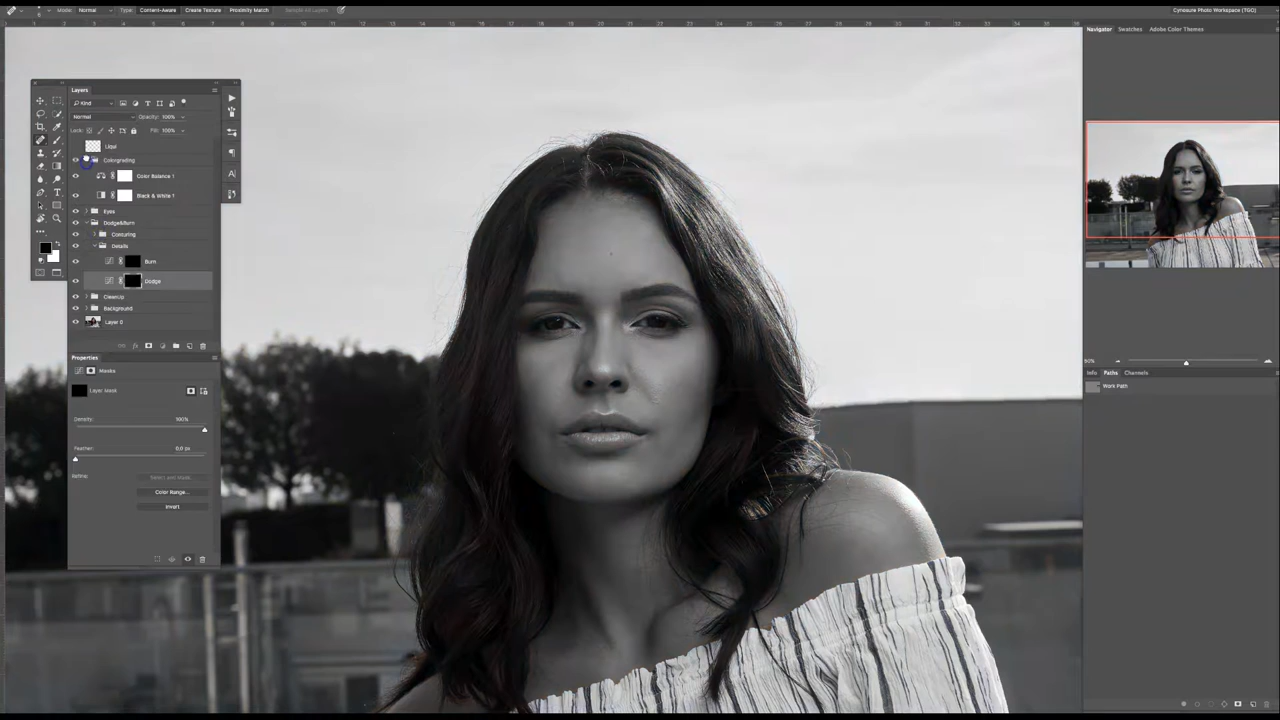 Mode: Normal Type: Content-Aware Create Texture Proximity Match Sample All Layers Cynosure Photo Workspace (TGO)
Navigator Swatches Adobe Color Themes
Layers
Kind
Normal Opacity: 100%
Lock: Fill: 100%
Liqui
Colorgrading
Color Balance 1
Black & White 1
Eyes
Dodge&Burn
Contouring
Details
Burn
Dodge
CleanUp
Background
Layer 0
Properties
Masks
Layer Mask
Density: 100%
Feather: 0,0 px
Refine: Select and Mask...
Color Range...
Invert
50%
Info Paths Channels
Work Path